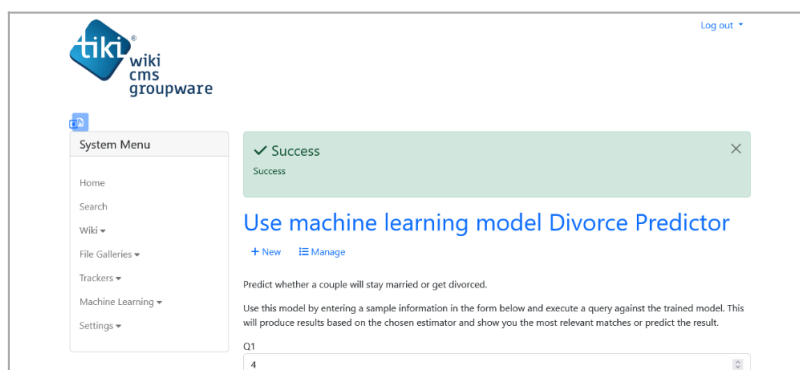 Log out
tiki
wiki
cms
groupware
System Menu
Home
Search
Wiki
File Galleries
Trackers
Machine Learning
Settings
Success
Success
Use machine learning model Divorce Predictor
+ New Manage
Predict whether a couple will stay married or get divorced.
Use this model by entering a sample information in the form below and execute a query against the trained model. This
will produce results based on the chosen estimator and show you the most relevant matches or predict the result.
Q1
4